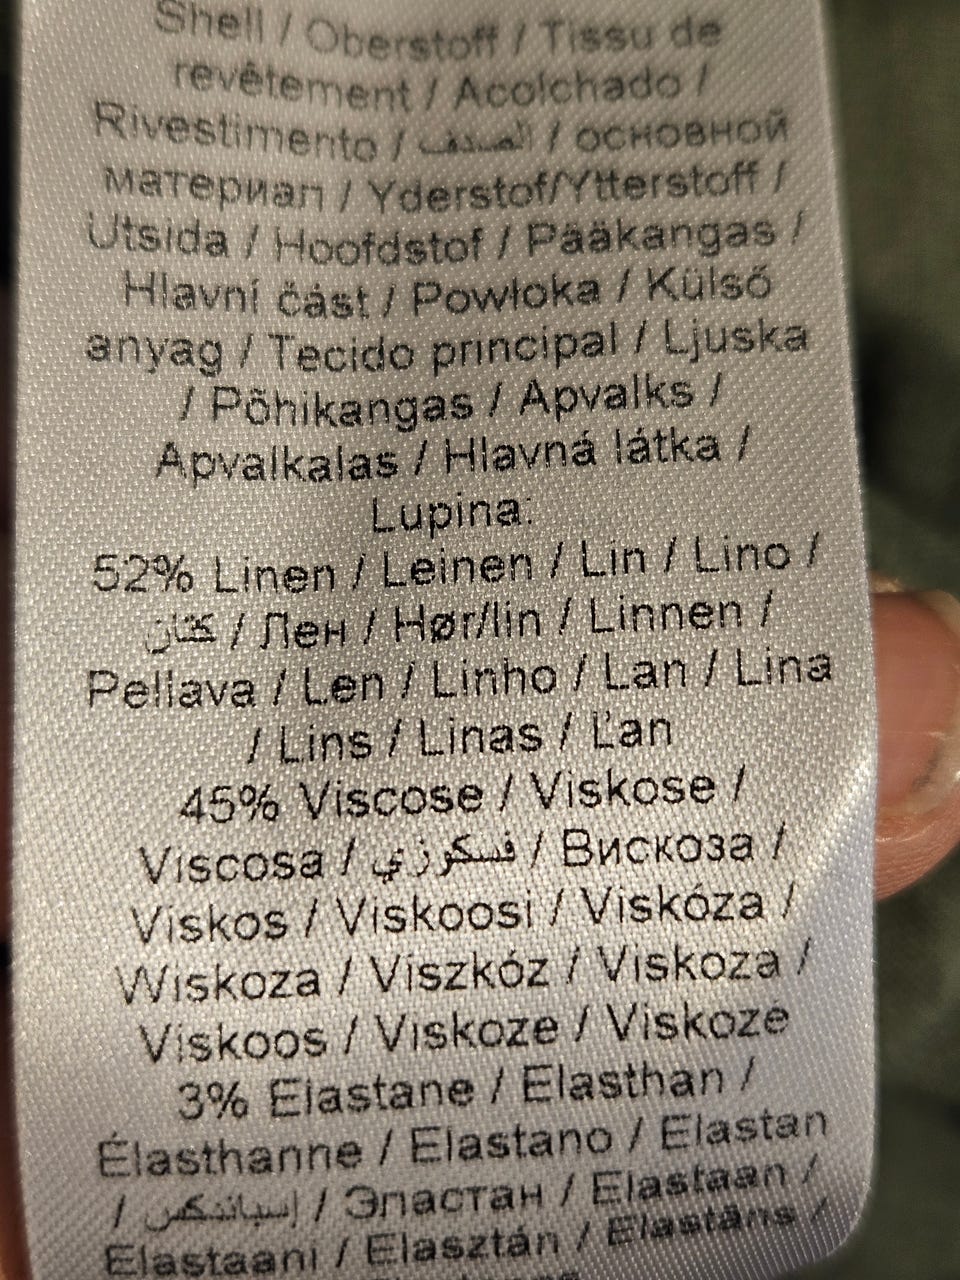 Shell / Oberstoff / Tissu de
revêtement / Acolchado /
Rivestimento / الصدف / основной
материал / Yderstof/Ytterstoff /
Utsida / Hoofdstof / Pääkangas /
Hlavní část / Powłoka / Külső
anyag / Tecido principal / Ljuska
/ Põhikangas / Apvalks /
Apvalkalas / Hlavná látka /
Lupina:
52% Linen / Leinen / Lin / Lino /
كتان / Лен / Hør/lin / Linnen /
Pellava / Len / Linho / Lan / Lina
/ Lins / Linas / Ľan
45% Viscose / Viskose /
Viscosa / فسكوزي / Вискоза /
Viskos / Viskoosi / Viskóza /
Wiskoza / Viszkóz / Viskoza /
Viskoos / Viskoze / Viskozė
3% Elastane / Elasthan /
Élasthanne / Elastano / Elastan
/ إسباندكس / Эластан / Elastaan /
Elastaani / Elasztán / Elastāns /